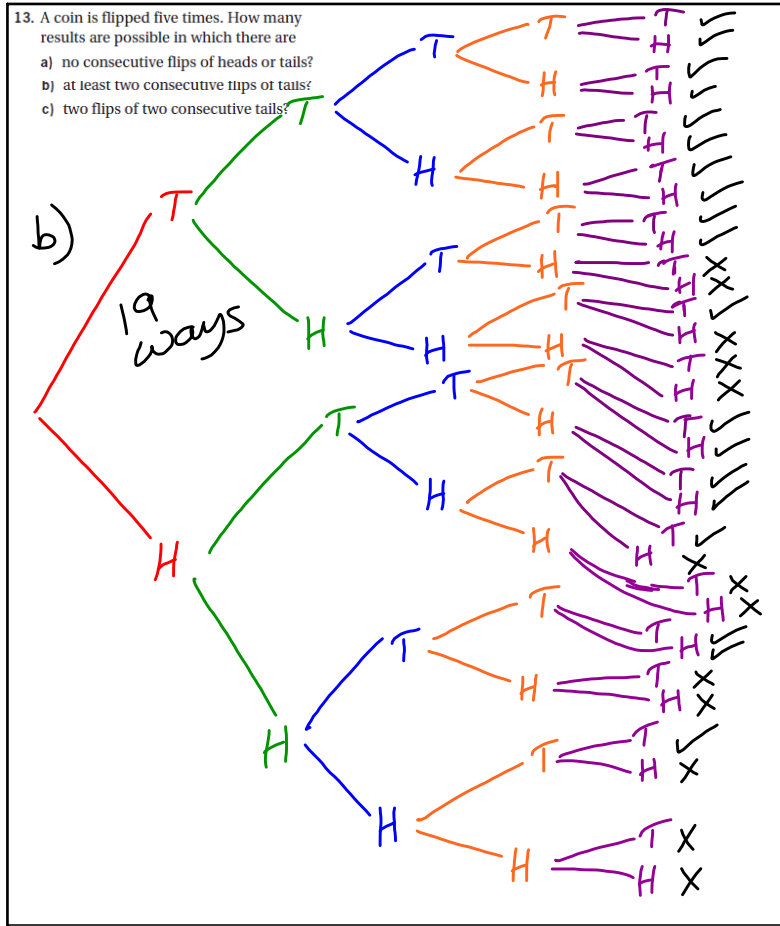 13. A coin is flipped five times. How many
results are possible in which there are
a) no consecutive flips of heads or tails?
b) at least two consecutive flips of tails?
c) two flips of two consecutive tails?
b)
19
ways
T
H
T
H
T
H
T
H
T
H
T
H
T
H
T
H
T
H
T
H
T
H
T
H
T
H
T
H
T
H
T ✓
H ✓
T ✓
H ✓
T ✓
H ✓
T ✓
H ✓
T ✓
H ✓
T X
H X
T ✓
H X
T X
H X
T ✓
H ✓
T ✓
H ✓
T ✓
H X
T X
H X
T ✓
H ✓
T X
H X
T ✓
H X
T X
H X